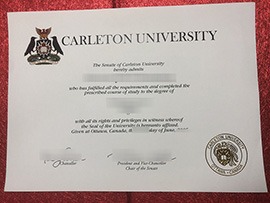 CARLETON UNIVERSITY
The Senate of Carleton University
hereby admits
who has fulfilled all the requirements and completed the
prescribed course of study to the degree of
with all its rights and privileges in witness whereof
the Seal of the University is hereunto affixed.
Given at Ottawa, Canada, day of June,
Chancellor
President and Vice-Chancellor
Chair of the Senate
CARLETON UNIVERSITY
OTTAWA, CANADA